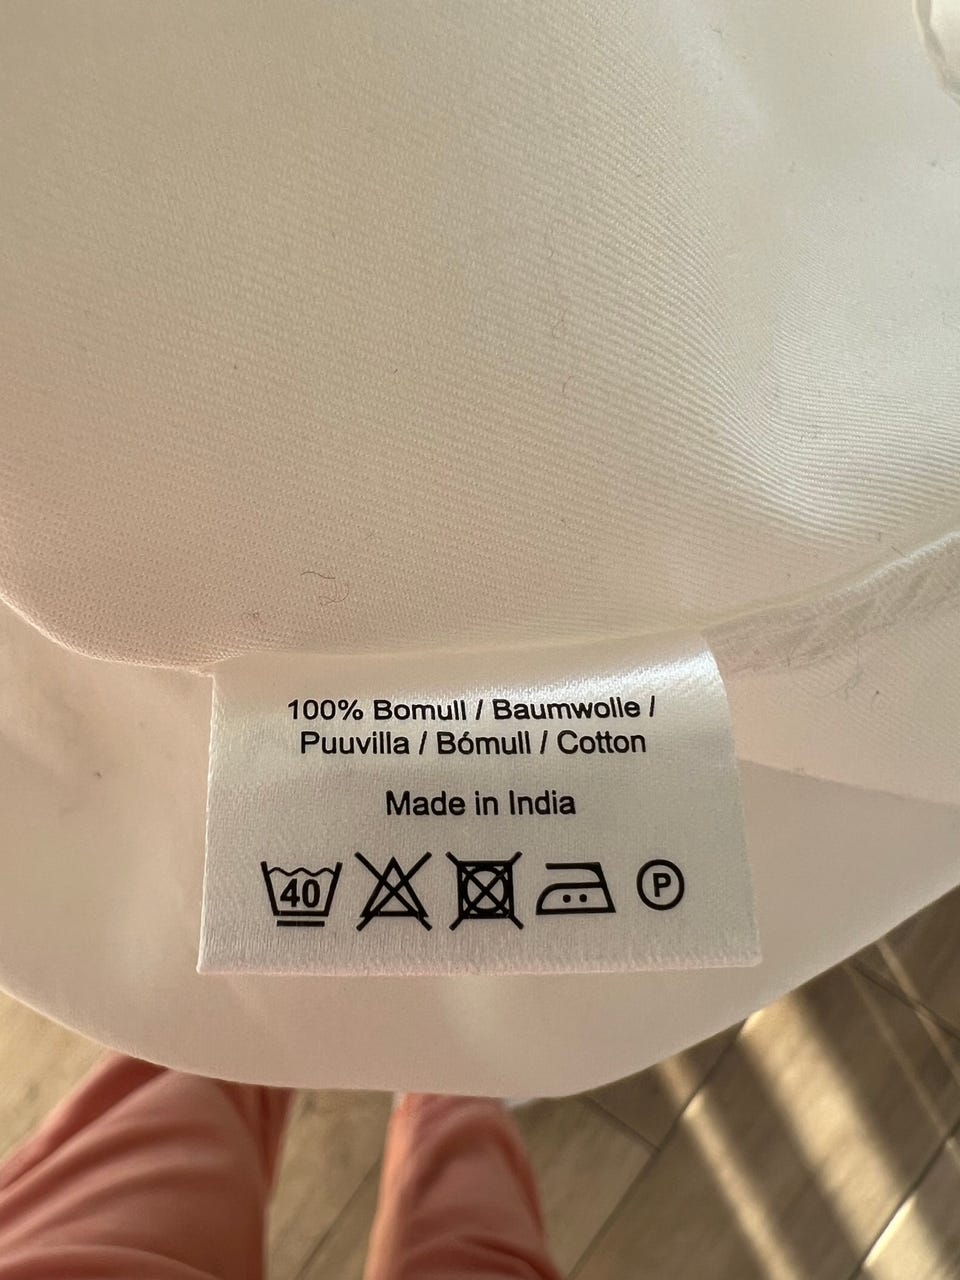 100% Bomull / Baumwolle /
Puuvilla / Bómull / Cotton
Made in India
40 P